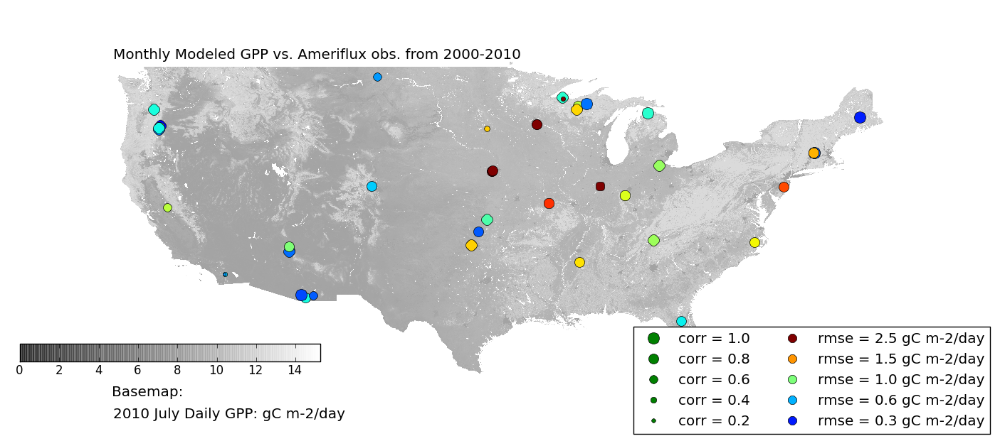 Monthly Modeled GPP vs. Ameriflux obs. from 2000-2010
0 2 4 6 8 10 12 14
Basemap:
2010 July Daily GPP: gC m-2/day
corr = 1.0 rmse = 2.5 gC m-2/day
corr = 0.8 rmse = 1.5 gC m-2/day
corr = 0.6 rmse = 1.0 gC m-2/day
corr = 0.4 rmse = 0.6 gC m-2/day
corr = 0.2 rmse = 0.3 gC m-2/day